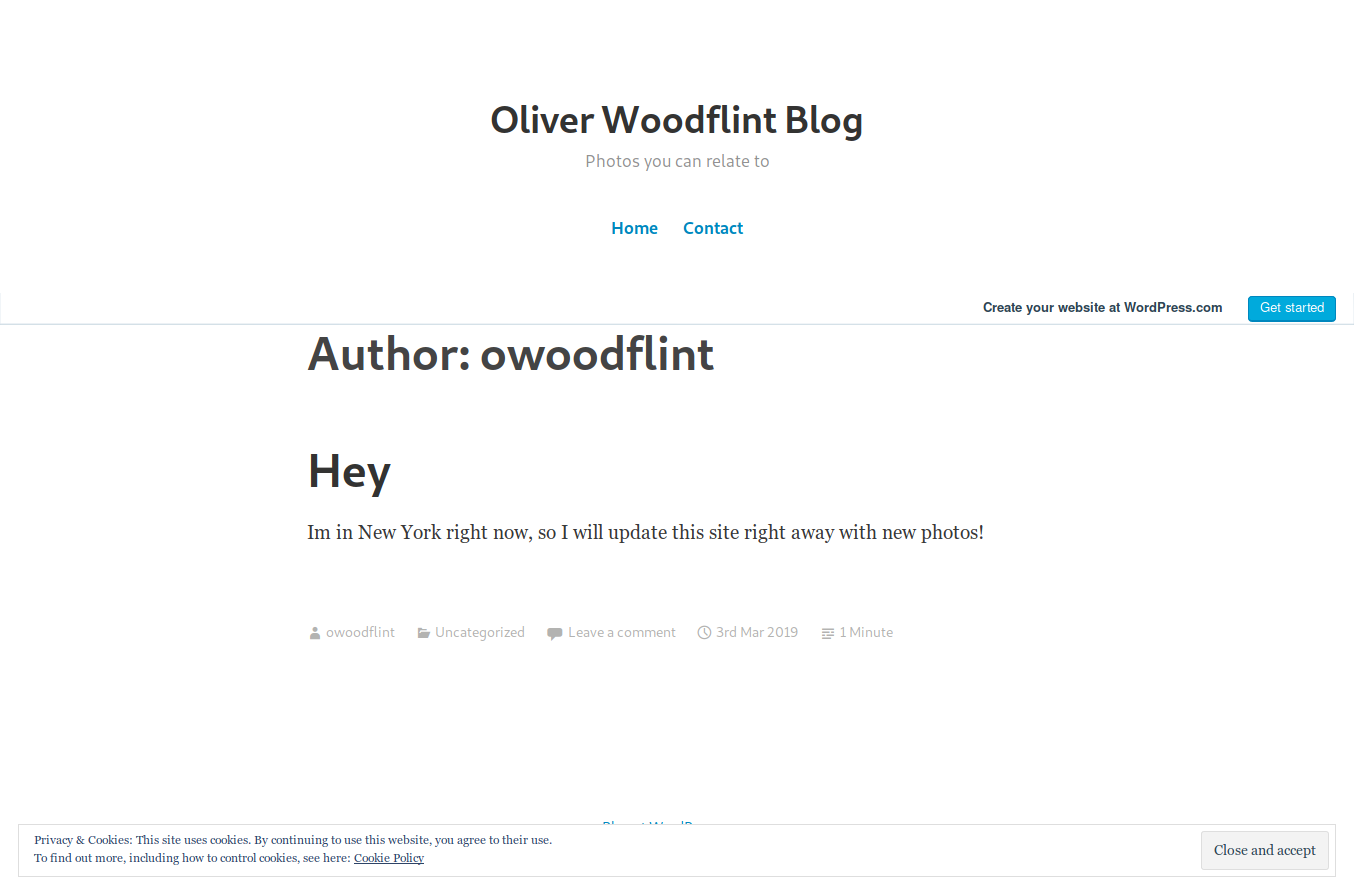 Oliver Woodflint Blog
Photos you can relate to
Home Contact
Create your website at WordPress.com Get started
Author: owoodflint
Hey
Im in New York right now, so I will update this site right away with new photos!
owoodflint Uncategorized Leave a comment 3rd Mar 2019 1 Minute
Privacy & Cookies: This site uses cookies. By continuing to use this website, you agree to their use.
To find out more, including how to control cookies, see here: Cookie Policy
Close and accept